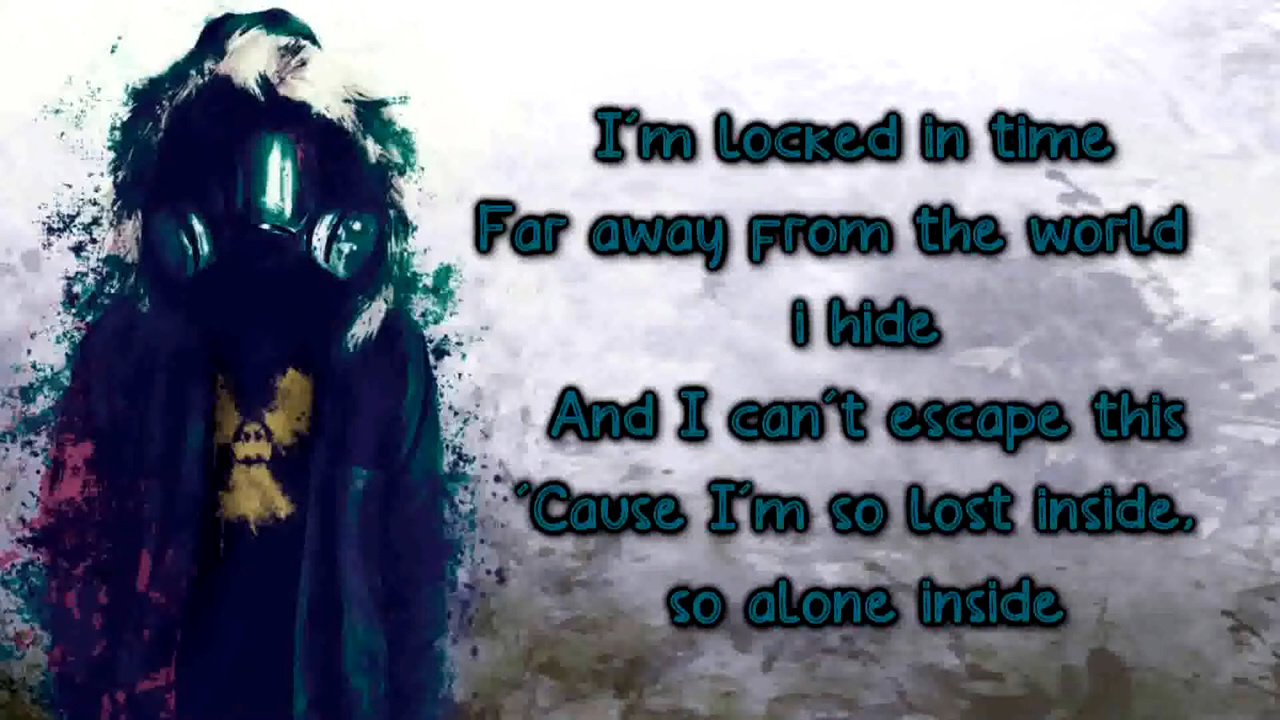 I'm locked in time
Far away from the world
i hide
And I can't escape this
'Cause I'm so lost inside,
so alone inside